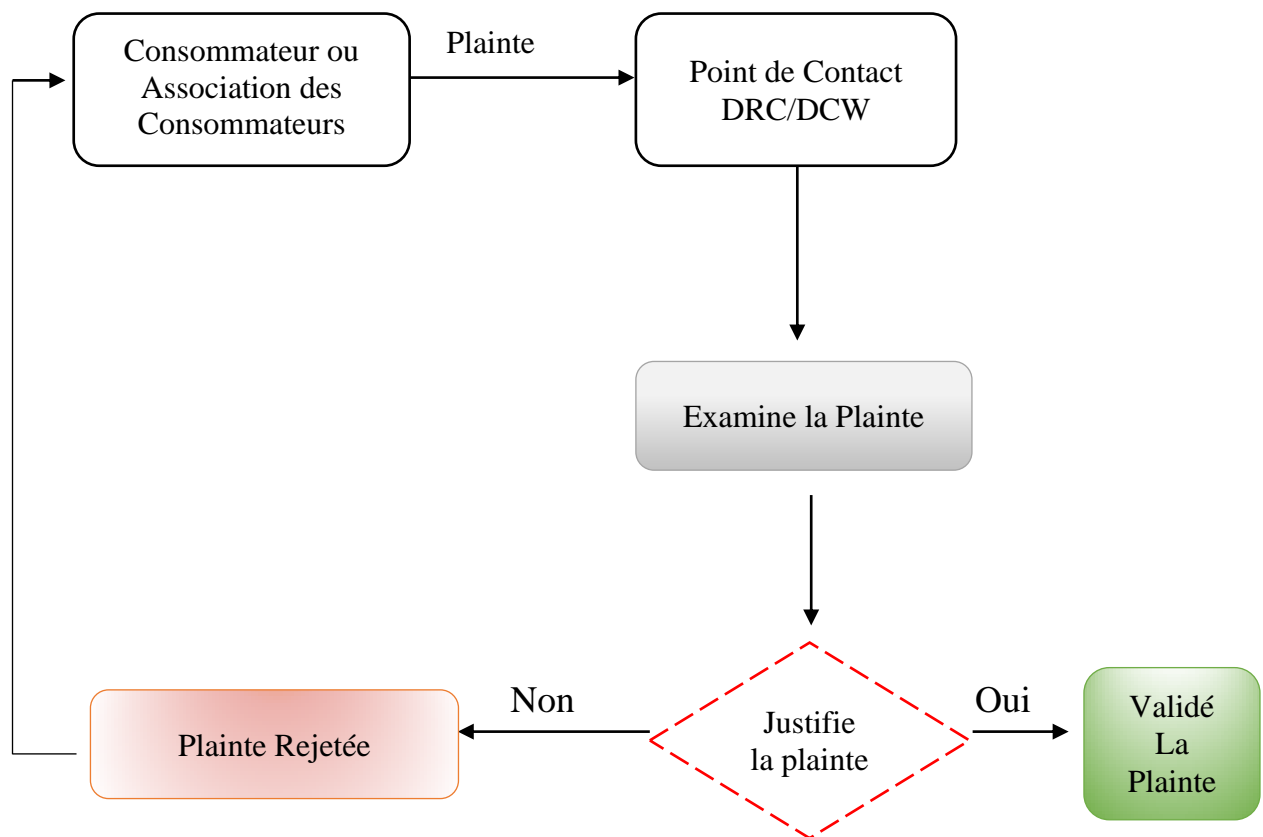 Consommateur ou
Association des
Consommateurs
Plainte
Point de Contact
DRC/DCW
Examine la Plainte
Justifie
la plainte
Non
Plainte Rejetée
Oui
Validé
La
Plainte